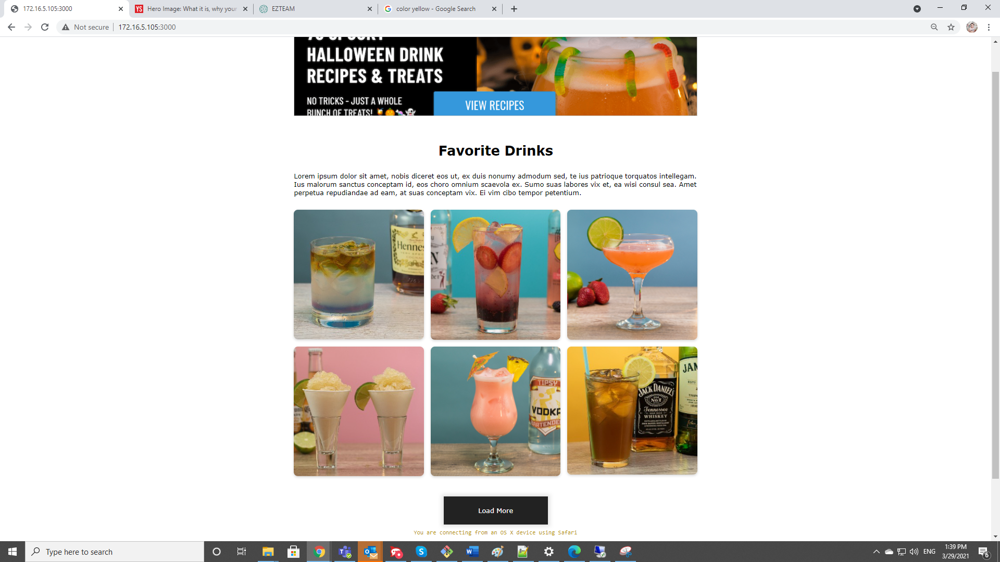 172.16.5.105:3000
Hero Image: What it is, why your
EZTEAM
color yellow - Google Search
Not secure
172.16.5.105:3000
HALLOWEEN DRINK
RECIPES & TREATS
NO TRICKS - JUST A WHOLE
BUNCH OF TREATS!
VIEW RECIPES
Favorite Drinks
Lorem ipsum dolor sit amet, nobis diceret eos ut, ex duis nonumy admodum sed, te ius patrioque torquatos intellegam.
Ius malorum sanctus conceptam id, eos choro omnium scaevola ex. Sumo suas labores vix et, ea wisi consul sea. Amet
perpetua repudiandae ad eam, at suas conceptam vix. Ei vim cibo tempor petentium.
Hennes
1765
TIPSY
VODKA
BARTENDER
JACK DANIEL'S
OLD
No.7
Tennessee
WHISKEY
JAM
TRIP
Load More
You are connecting from an OS X device using Safari
Type here to search
ENG
1:39 PM
3/29/2021
6